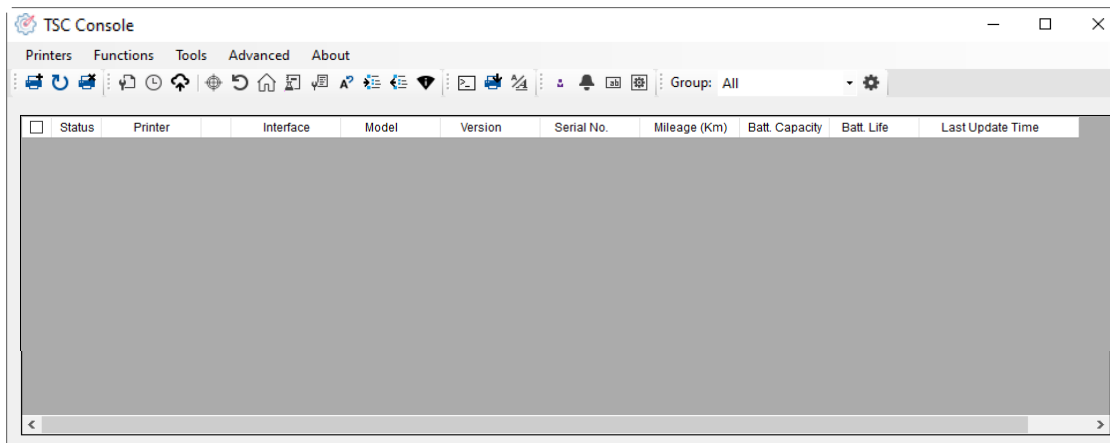 TSC Console
Printers Functions Tools Advanced About
Group: All
Status Printer Interface Model Version Serial No. Mileage (Km) Batt. Capacity Batt. Life Last Update Time